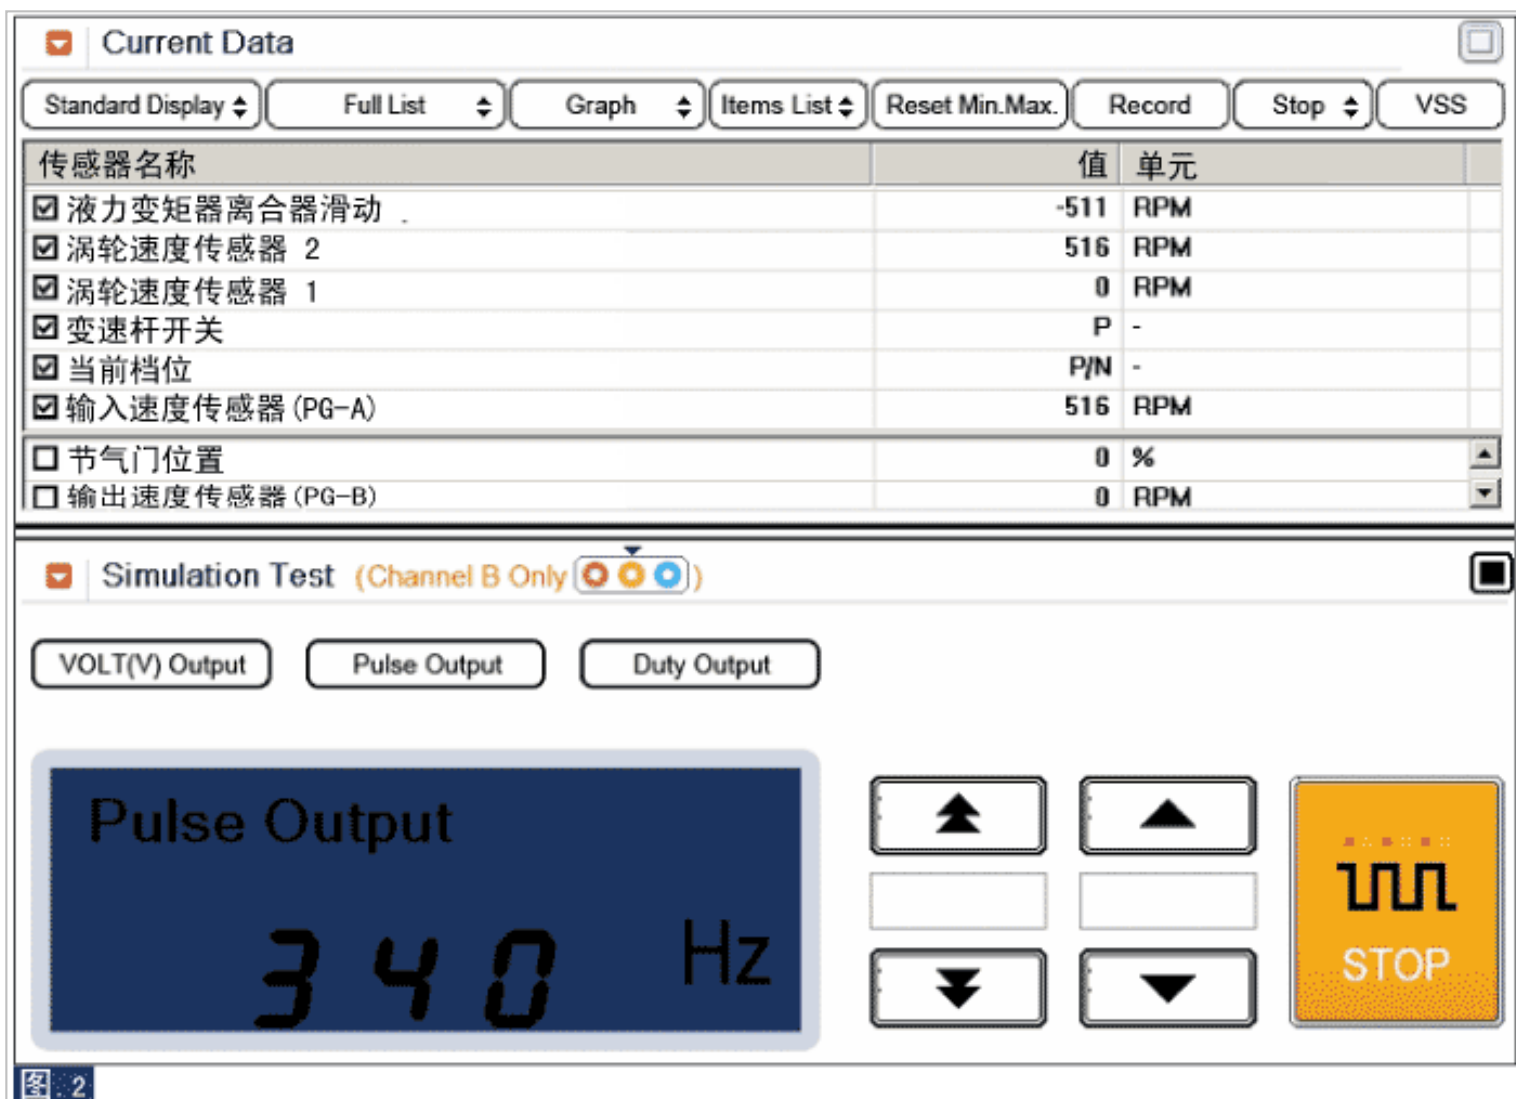 Current Data
Standard Display Full List Graph Items List Reset Min.Max. Record Stop VSS
传感器名称 值 单元
液力变矩器离合器滑动 -511 RPM
涡轮速度传感器 2 516 RPM
涡轮速度传感器 1 0 RPM
变速杆开关 P -
当前档位 P/N -
输入速度传感器(PG-A) 516 RPM
节气门位置 0 %
输出速度传感器(PG-B) 0 RPM
Simulation Test (Channel B Only )
VOLT(V) Output Pulse Output Duty Output
Pulse Output
340 Hz
STOP
图.2